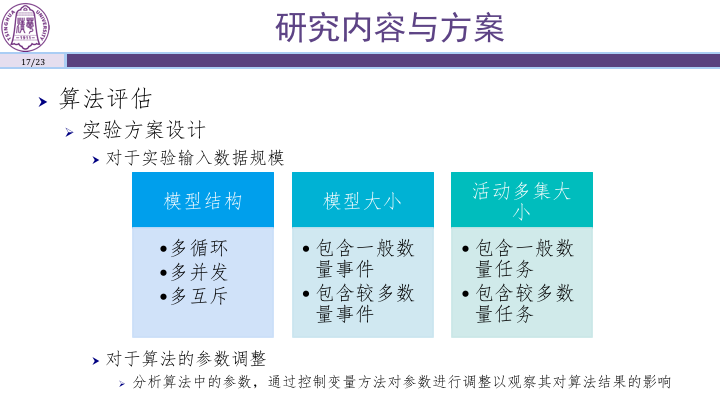 研究内容与方案
TSINGHUA UNIVERSITY
1911
17/23
算法评估
实验方案设计
对于实验输入数据规模
模型结构
•多循环
•多并发
•多互斥
模型大小
• 包含一般数
量事件
• 包含较多数
量事件
活动多集大
小
• 包含一般数
量任务
• 包含较多数
量任务
对于算法的参数调整
分析算法中的参数，通过控制变量方法对参数进行调整以观察其对算法结果的影响